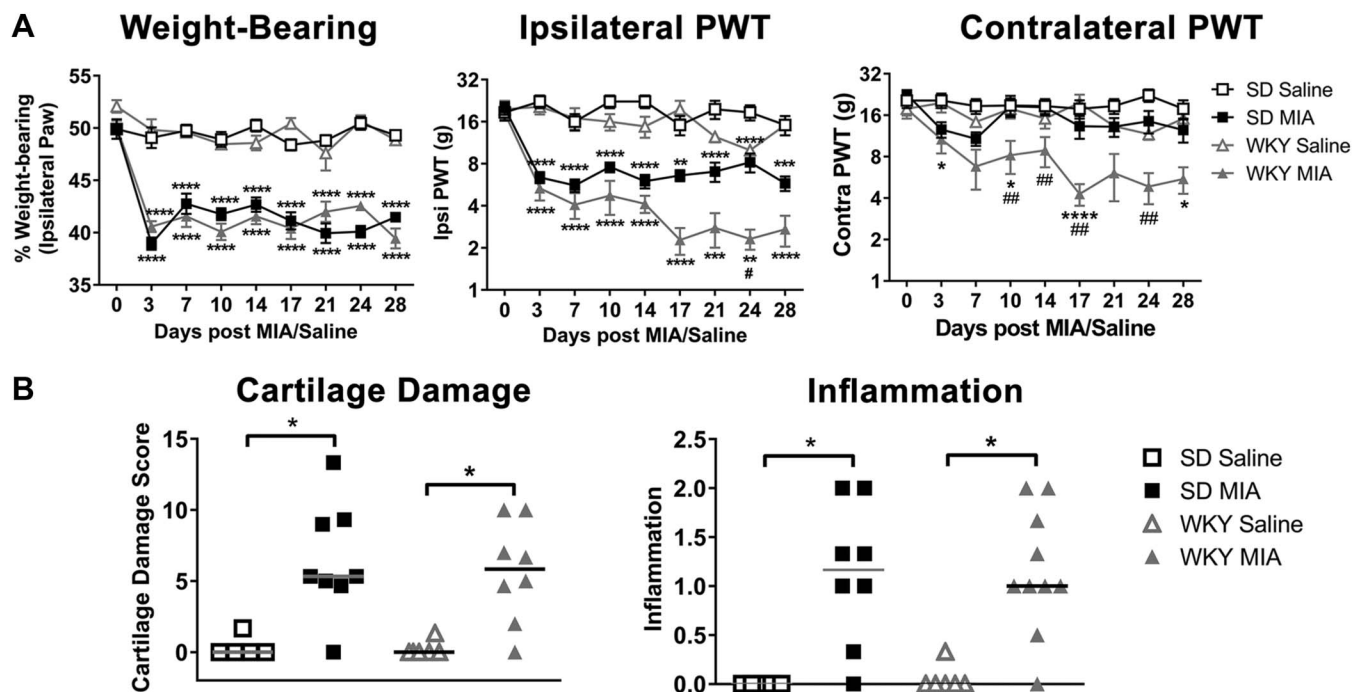 A
Weight-Bearing
Ipsilateral PWT
Contralateral PWT
% Weight-bearing
(Ipsilateral Paw)
55
50
45
40
35
**** **** **** **** **** **** **** ****
**** **** **** **** **** **** **** ****
0 3 7 10 14 17 21 24 28
Days post MIA/Saline
Ipsi PWT (g)
32
16
8
4
2
1
**** **** **** **** ** **** **** ***
**** **** **** **** **** *** ** ****
#
0 3 7 10 14 17 21 24 28
Days post MIA/Saline
Contra PWT (g)
32
16
8
4
2
1
* * ## ## **** ## ## *
0 3 7 10 14 17 21 24 28
Days post MIA/Saline
SD Saline
SD MIA
WKY Saline
WKY MIA
B
Cartilage Damage
Inflammation
Cartilage Damage Score
15
10
5
0
*
*
Inflammation
2.5
2.0
1.5
1.0
0.5
0.0
*
*
SD Saline
SD MIA
WKY Saline
WKY MIA